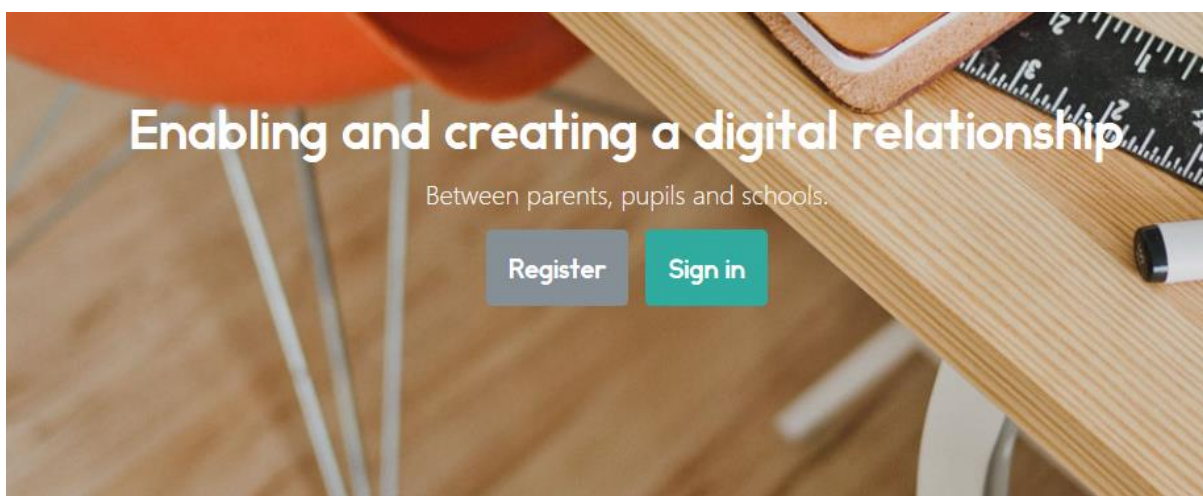 Enabling and creating a digital relationship
Between parents, pupils and schools.
Register Sign in